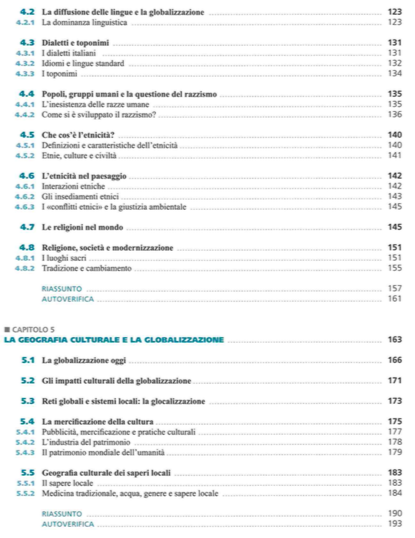 4.2 La diffusione delle lingue e la globalizzazione 123
4.2.1 La dominanza linguistica 123
4.3 Dialetti e toponimi 131
4.3.1 I dialetti italiani 131
4.3.2 Idiomi e lingue standard 132
4.3.3 I toponimi 134
4.4 Popoli, gruppi umani e la questione del razzismo 135
4.4.1 L'inesistenza delle razze umane 135
4.4.2 Come si è sviluppato il razzismo? 136
4.5 Che cos'è l'etnicità? 140
4.5.1 Definizioni e caratteristiche dell'etnicità 140
4.5.2 Etnie, culture e civiltà 141
4.6 L'etnicità nel paesaggio 142
4.6.1 Interazioni etniche 142
4.6.2 Gli insediamenti etnici 143
4.6.3 I «conflitti etnici» e la giustizia ambientale 145
4.7 Le religioni nel mondo 145
4.8 Religione, società e modernizzazione 151
4.8.1 I luoghi sacri 151
4.8.2 Tradizione e cambiamento 155
RIASSUNTO 157
AUTOVERIFICA 161
■ CAPITOLO 5
LA GEOGRAFIA CULTURALE E LA GLOBALIZZAZIONE 163
5.1 La globalizzazione oggi 166
5.2 Gli impatti culturali della globalizzazione 171
5.3 Reti globali e sistemi locali: la glocalizzazione 173
5.4 La mercificazione della cultura 175
5.4.1 Pubblicità, mercificazione e pratiche culturali 177
5.4.2 L'industria del patrimonio 178
5.4.3 Il patrimonio mondiale dell'umanità 179
5.5 Geografia culturale dei saperi locali 183
5.5.1 Il sapere locale 183
5.5.2 Medicina tradizionale, acqua, genere e sapere locale 184
RIASSUNTO 190
AUTOVERIFICA 193